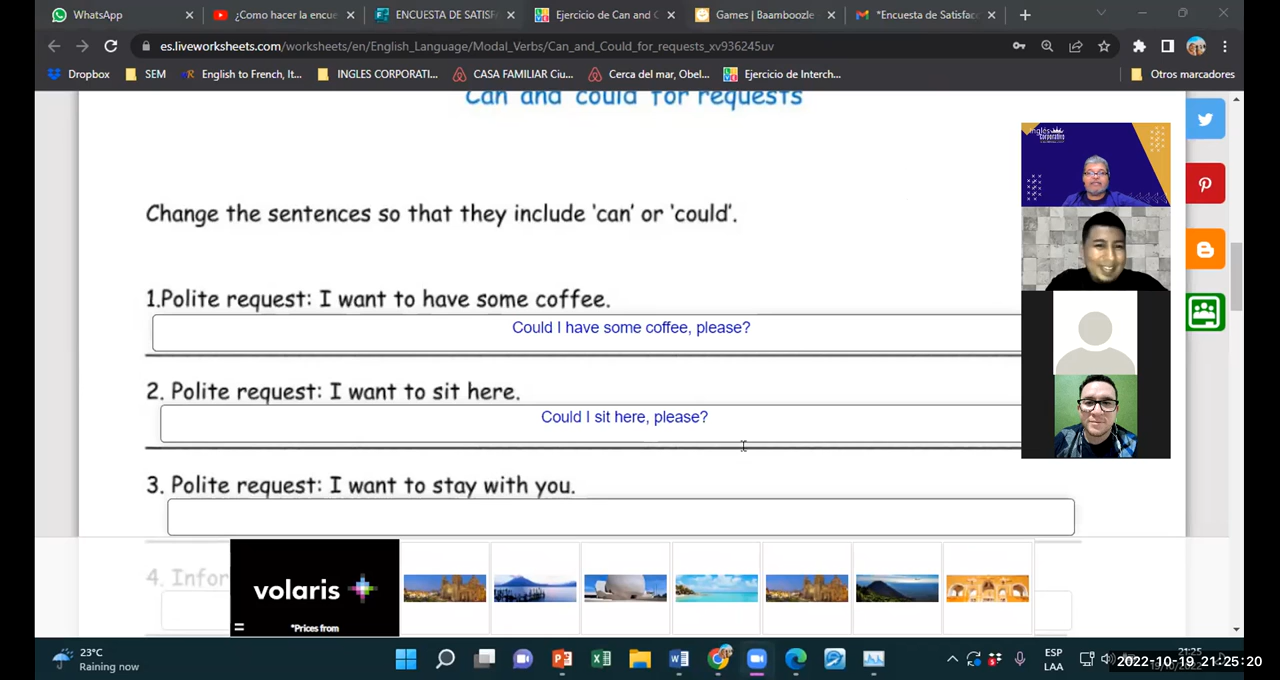 WhatsApp
¿Como hacer la encue
ENCUESTA DE SATISF
Ejercicio de Can and C
Games | Baamboozle
*Encuesta de Satisfac
es.liveworksheets.com/worksheets/en/English_Language/Modal_Verbs/Can_and_Could_for_requests_xv936245uv
Dropbox
SEM
English to French, It...
INGLES CORPORATI...
CASA FAMILIAR Ciu...
Cerca del mar, Obel...
Ejercicio de Interch...
Otros marcadores
Can and could for requests
inglés
corporativo
Change the sentences so that they include 'can' or 'could'.
1.Polite request: I want to have some coffee.
Could I have some coffee, please?
2. Polite request: I want to sit here.
Could I sit here, please?
3. Polite request: I want to stay with you.
4. Infor
volaris
*Prices from
23°C
Raining now
ESP
LAA
21:25
2022-10-19 21:25:20